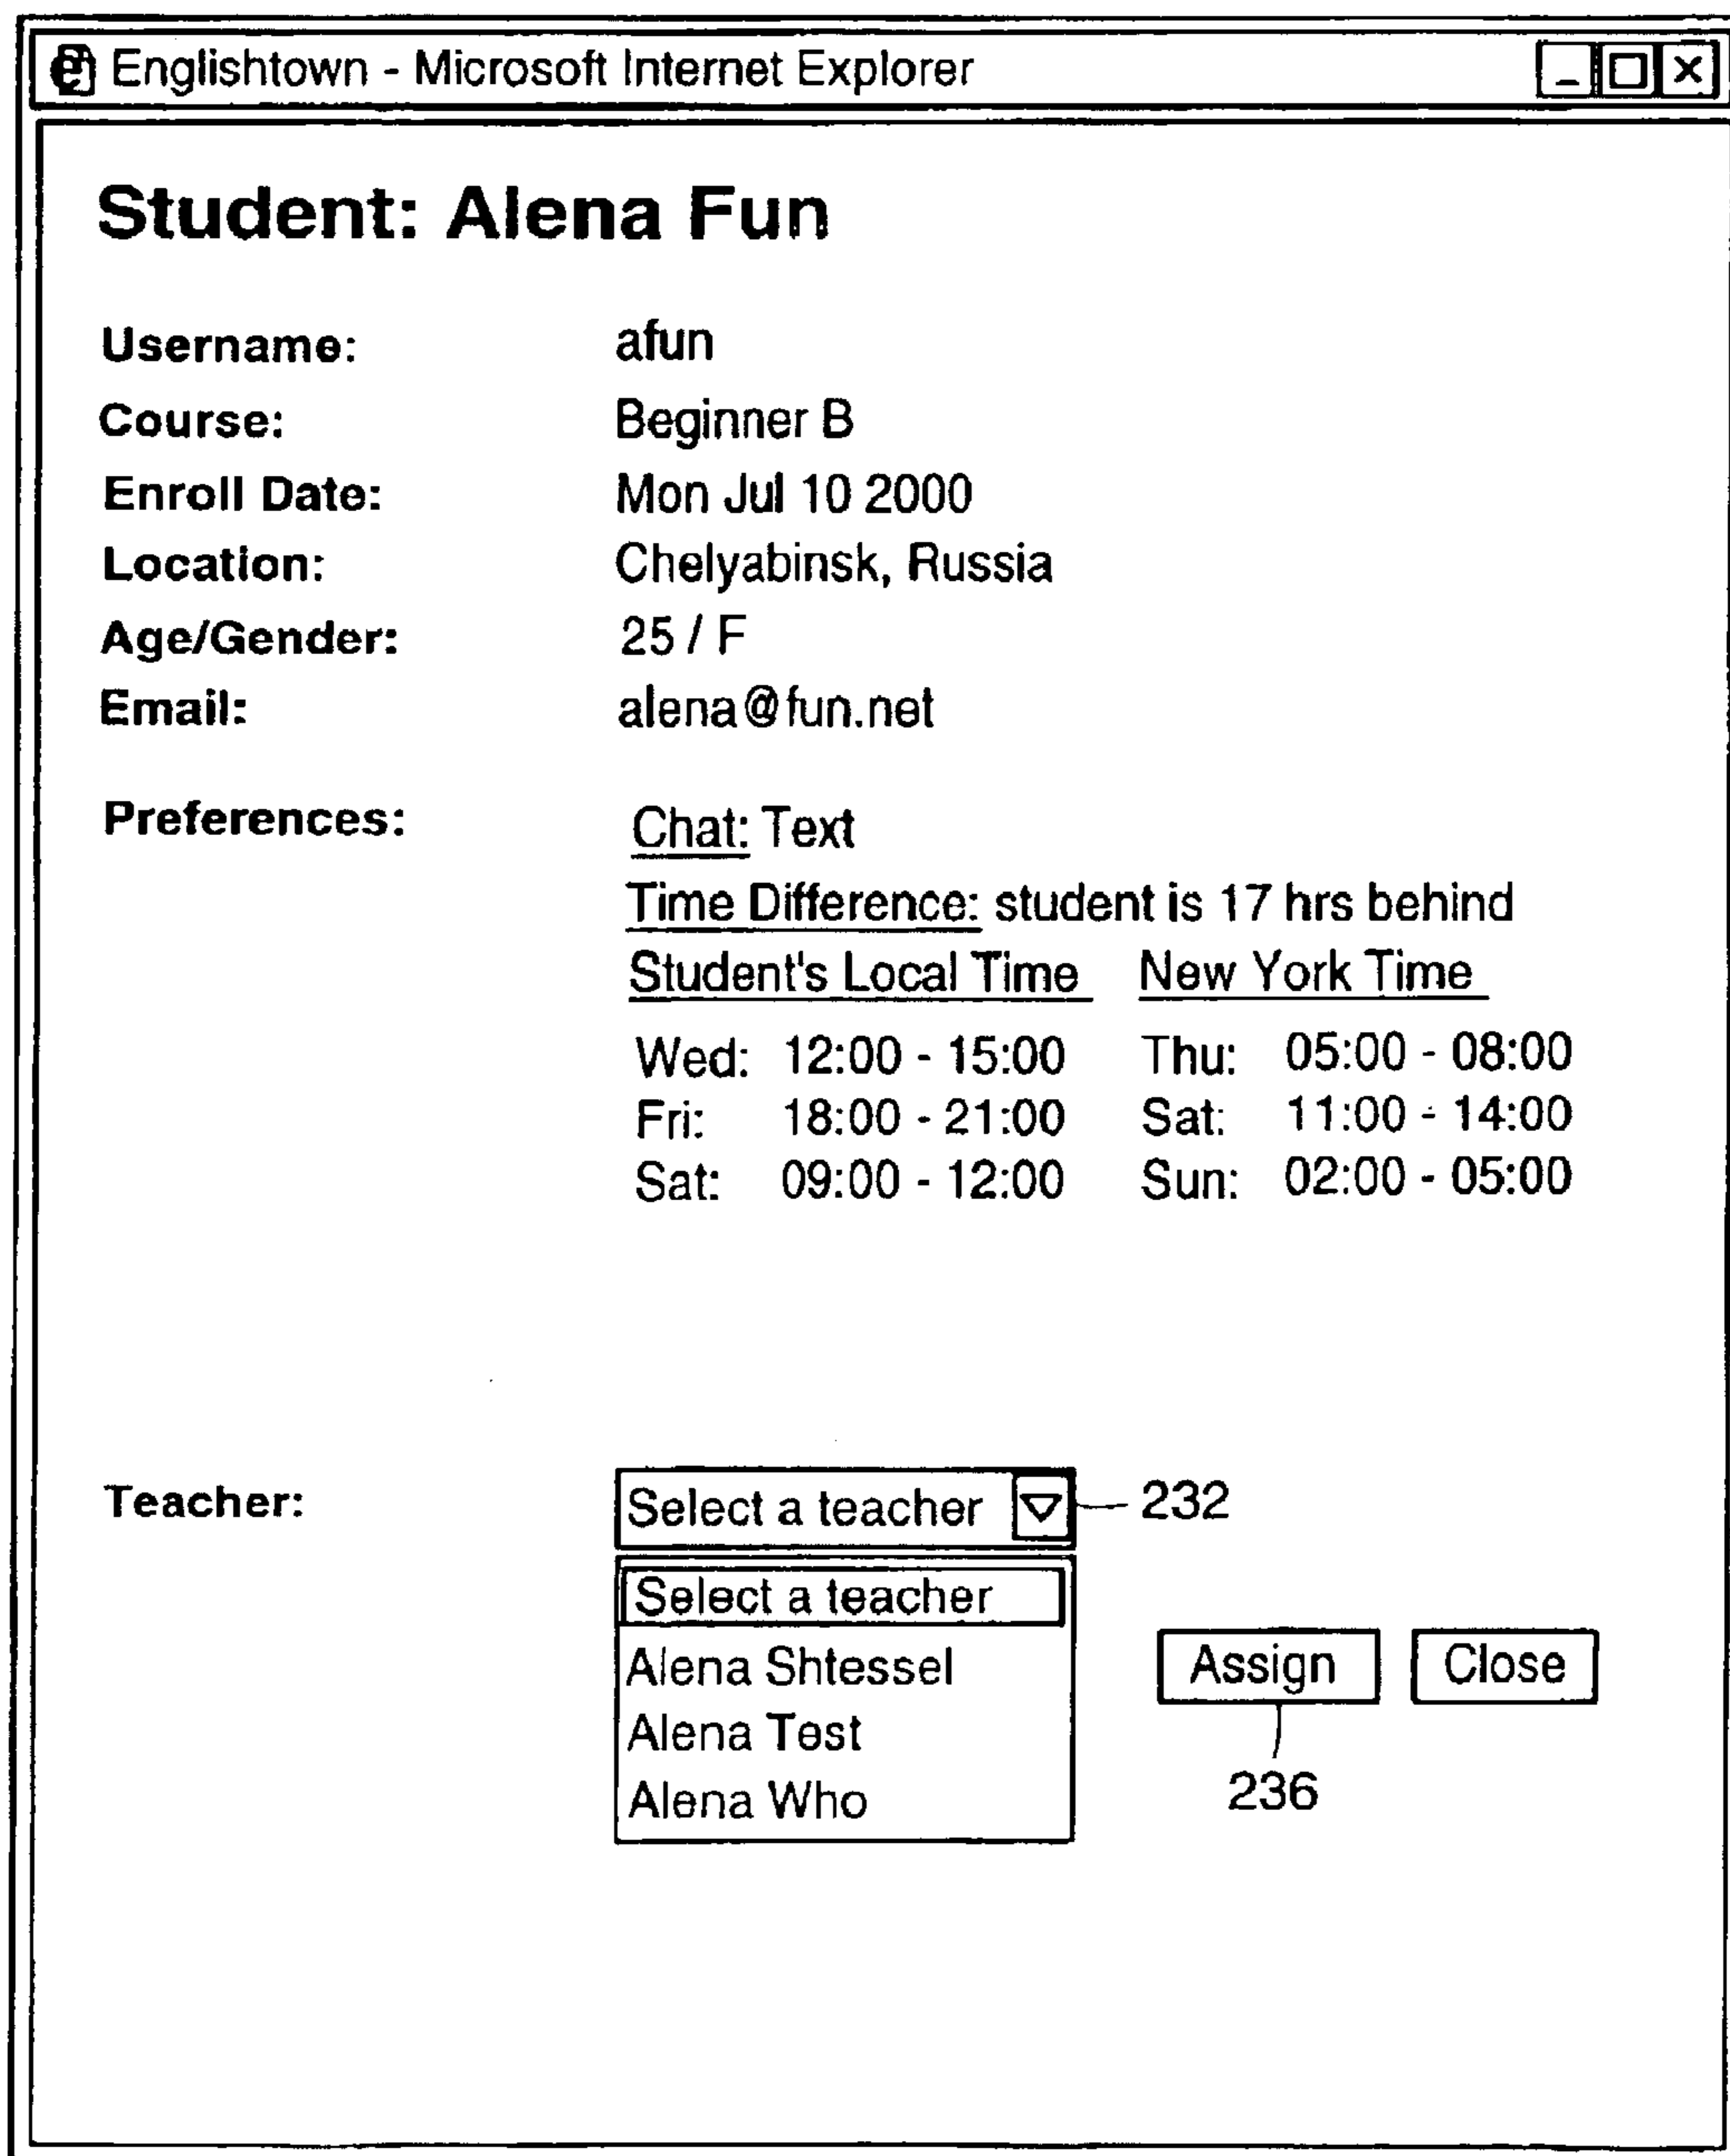 Englishtown - Microsoft Internet Explorer
Student: Alena Fun
Username: afun
Course: Beginner B
Enroll Date: Mon Jul 10 2000
Location: Chelyabinsk, Russia
Age/Gender: 25 / F
Email: alena@fun.net
Preferences: Chat: Text
Time Difference: student is 17 hrs behind
Student's Local Time New York Time
Wed: 12:00 - 15:00 Thu: 05:00 - 08:00
Fri: 18:00 - 21:00 Sat: 11:00 - 14:00
Sat: 09:00 - 12:00 Sun: 02:00 - 05:00
Teacher: Select a teacher 232
Select a teacher
Alena Shtessel Assign Close
Alena Test
Alena Who 236